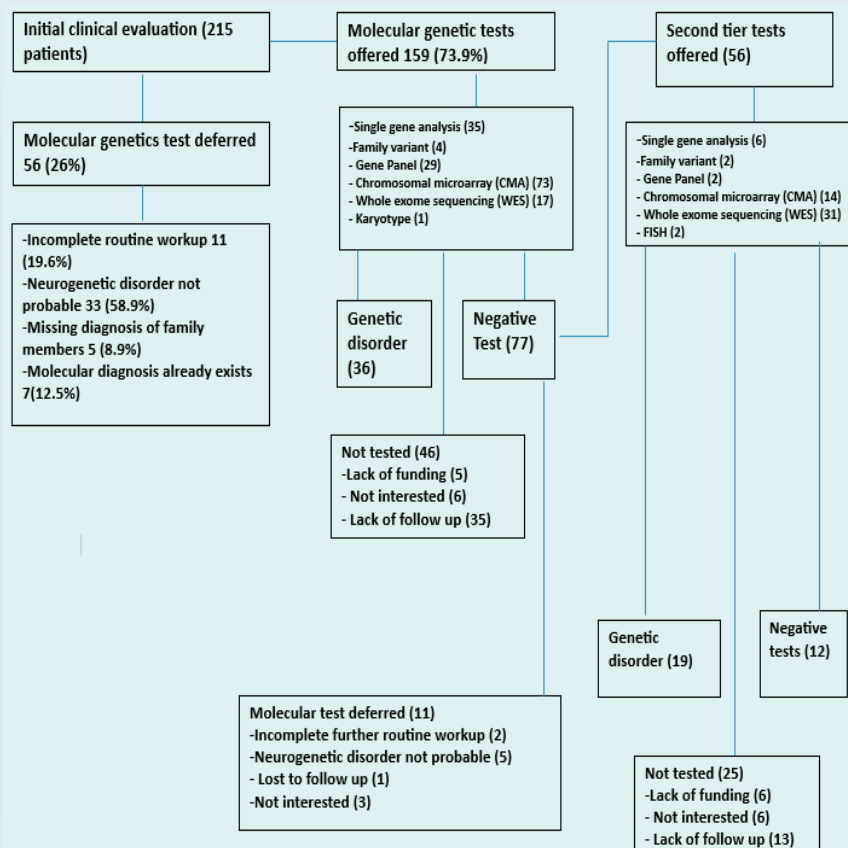 Initial clinical evaluation (215
patients)
Molecular genetic tests
offered 159 (73.9%)
Second tier tests
offered (56)
Molecular genetics test deferred
56 (26%)
-Single gene analysis (35)
-Family variant (4)
- Gene Panel (29)
- Chromosomal microarray (CMA) (73)
- Whole exome sequencing (WES) (17)
- Karyotype (1)
-Single gene analysis (6)
-Family variant (2)
- Gene Panel (2)
- Chromosomal microarray (CMA) (14)
- Whole exome sequencing (WES) (31)
- FISH (2)
-Incomplete routine workup 11
(19.6%)
-Neurogenetic disorder not
probable 33 (58.9%)
-Missing diagnosis of family
members 5 (8.9%)
-Molecular diagnosis already exists
7(12.5%)
Genetic
disorder
(36)
Negative
Test (77)
Not tested (46)
-Lack of funding (5)
- Not interested (6)
- Lack of follow up (35)
Genetic
disorder (19)
Negative
tests (12)
Molecular test deferred (11)
-Incomplete further routine workup (2)
-Neurogenetic disorder not probable (5)
- Lost to follow up (1)
-Not interested (3)
Not tested (25)
-Lack of funding (6)
- Not interested (6)
- Lack of follow up (13)